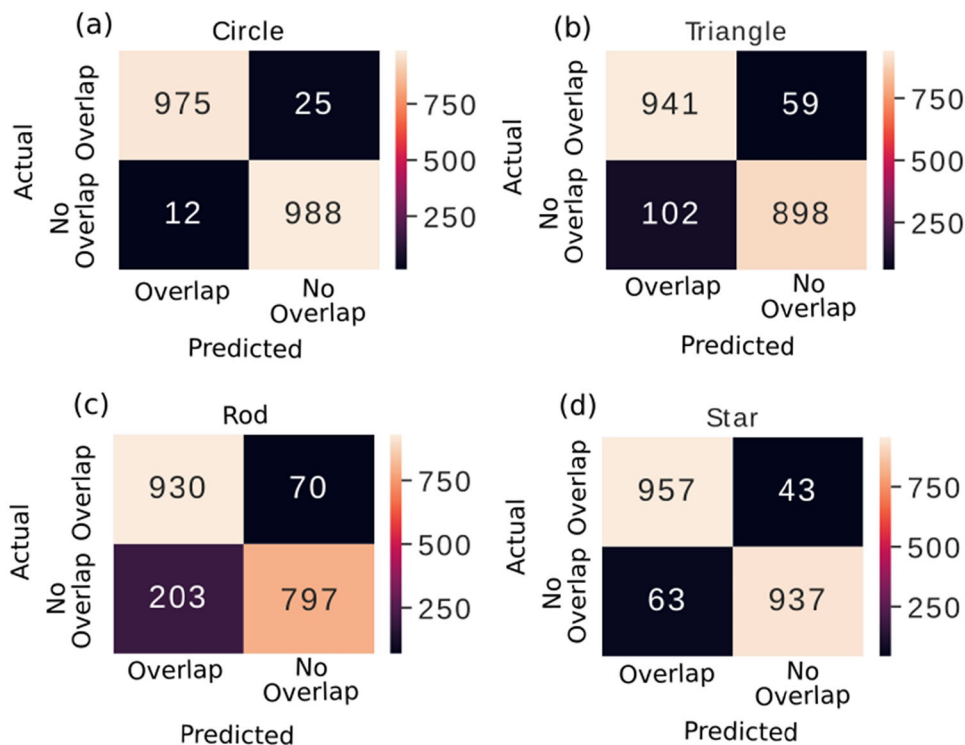 (a)
Circle
Actual
Overlap
No
Overlap
975 25
12 988
750
500
250
Overlap
No
Overlap
Predicted
(b)
Triangle
Actual
Overlap
No
Overlap
941 59
102 898
750
500
250
Overlap
No
Overlap
Predicted
(c)
Rod
Actual
Overlap
No
Overlap
930 70
203 797
750
500
250
Overlap
No
Overlap
Predicted
(d)
Star
Actual
Overlap
No
Overlap
957 43
63 937
750
500
250
Overlap
No
Overlap
Predicted